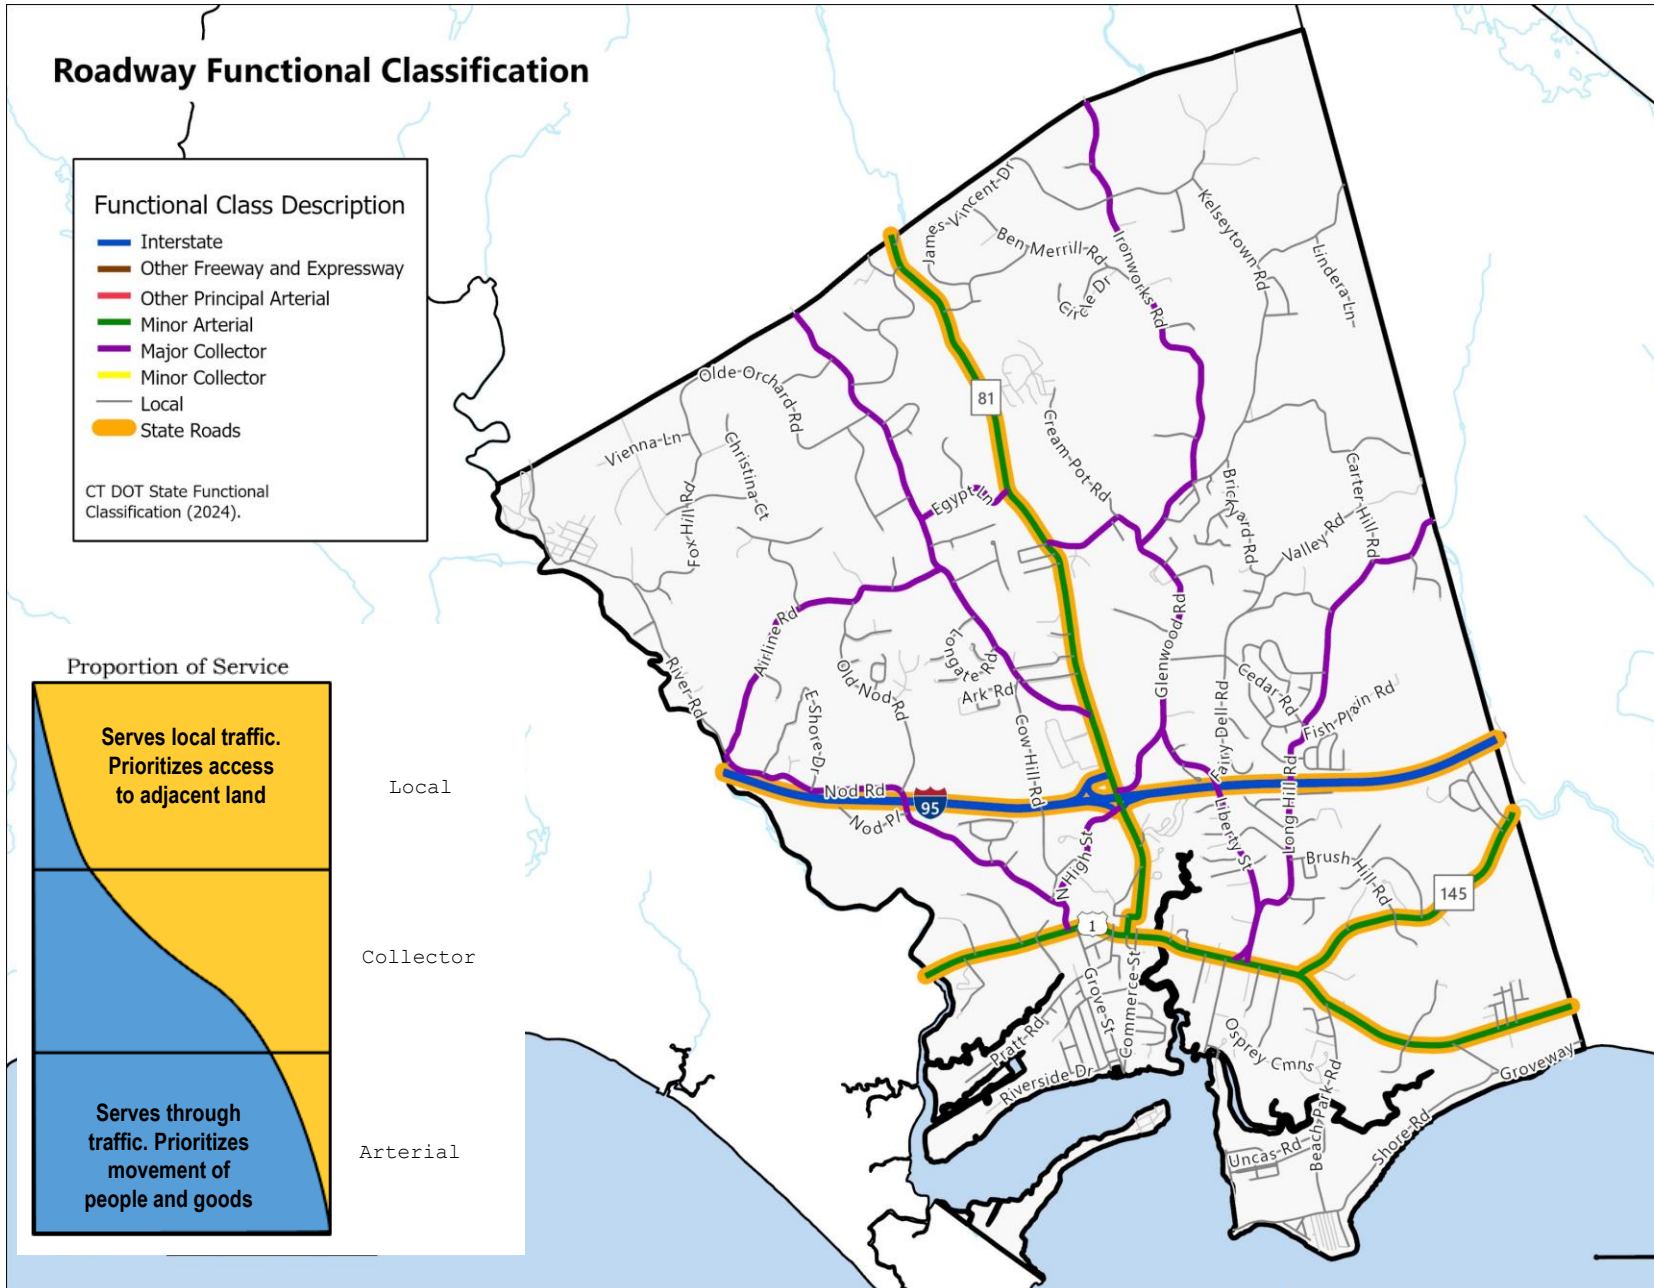 Roadway Functional Classification
Functional Class Description
Interstate
Other Freeway and Expressway
Other Principal Arterial
Minor Arterial
Major Collector
Minor Collector
Local
State Roads
CT DOT State Functional
Classification (2024).
Proportion of Service
Serves local traffic.
Prioritizes access
to adjacent land
Local
Collector
Serves through
traffic. Prioritizes
movement of
people and goods
Arterial
James-Vincent-Dr
Ben-Merrill-Rd
Circle Dr
Ironworks-Rd
Kelseytown-Rd
Lindera-Ln
81
Olde-Orchard-Rd
Vienna-Ln
Christina-Ct
Fox-Hill-Rd
Egypt Ln
Cream-Pot-Rd
Brickyard-Rd
Valley-Rd
Carter-Hill-Rd
Airline Rd
River-Rd
E-Shore-Dr
Old-Nod-Rd
Longate-Rd
Ark-Rd
Cow-Hill-Rd
Glenwood Rd
Fairy-Dell-Rd
Cedar-Rd
Fish-Plain Rd
Long-Hill-Rd
Nod Rd
95
Nod-Pl
N High St
Liberty-St
Brush-Hill-Rd
145
1
Grove-St
Commerce-St
Pratt-Rd
Riverside-Dr
Osprey Cmns
Beach-Park-Rd
Uncas-Rd
Shore-Rd
Groveway